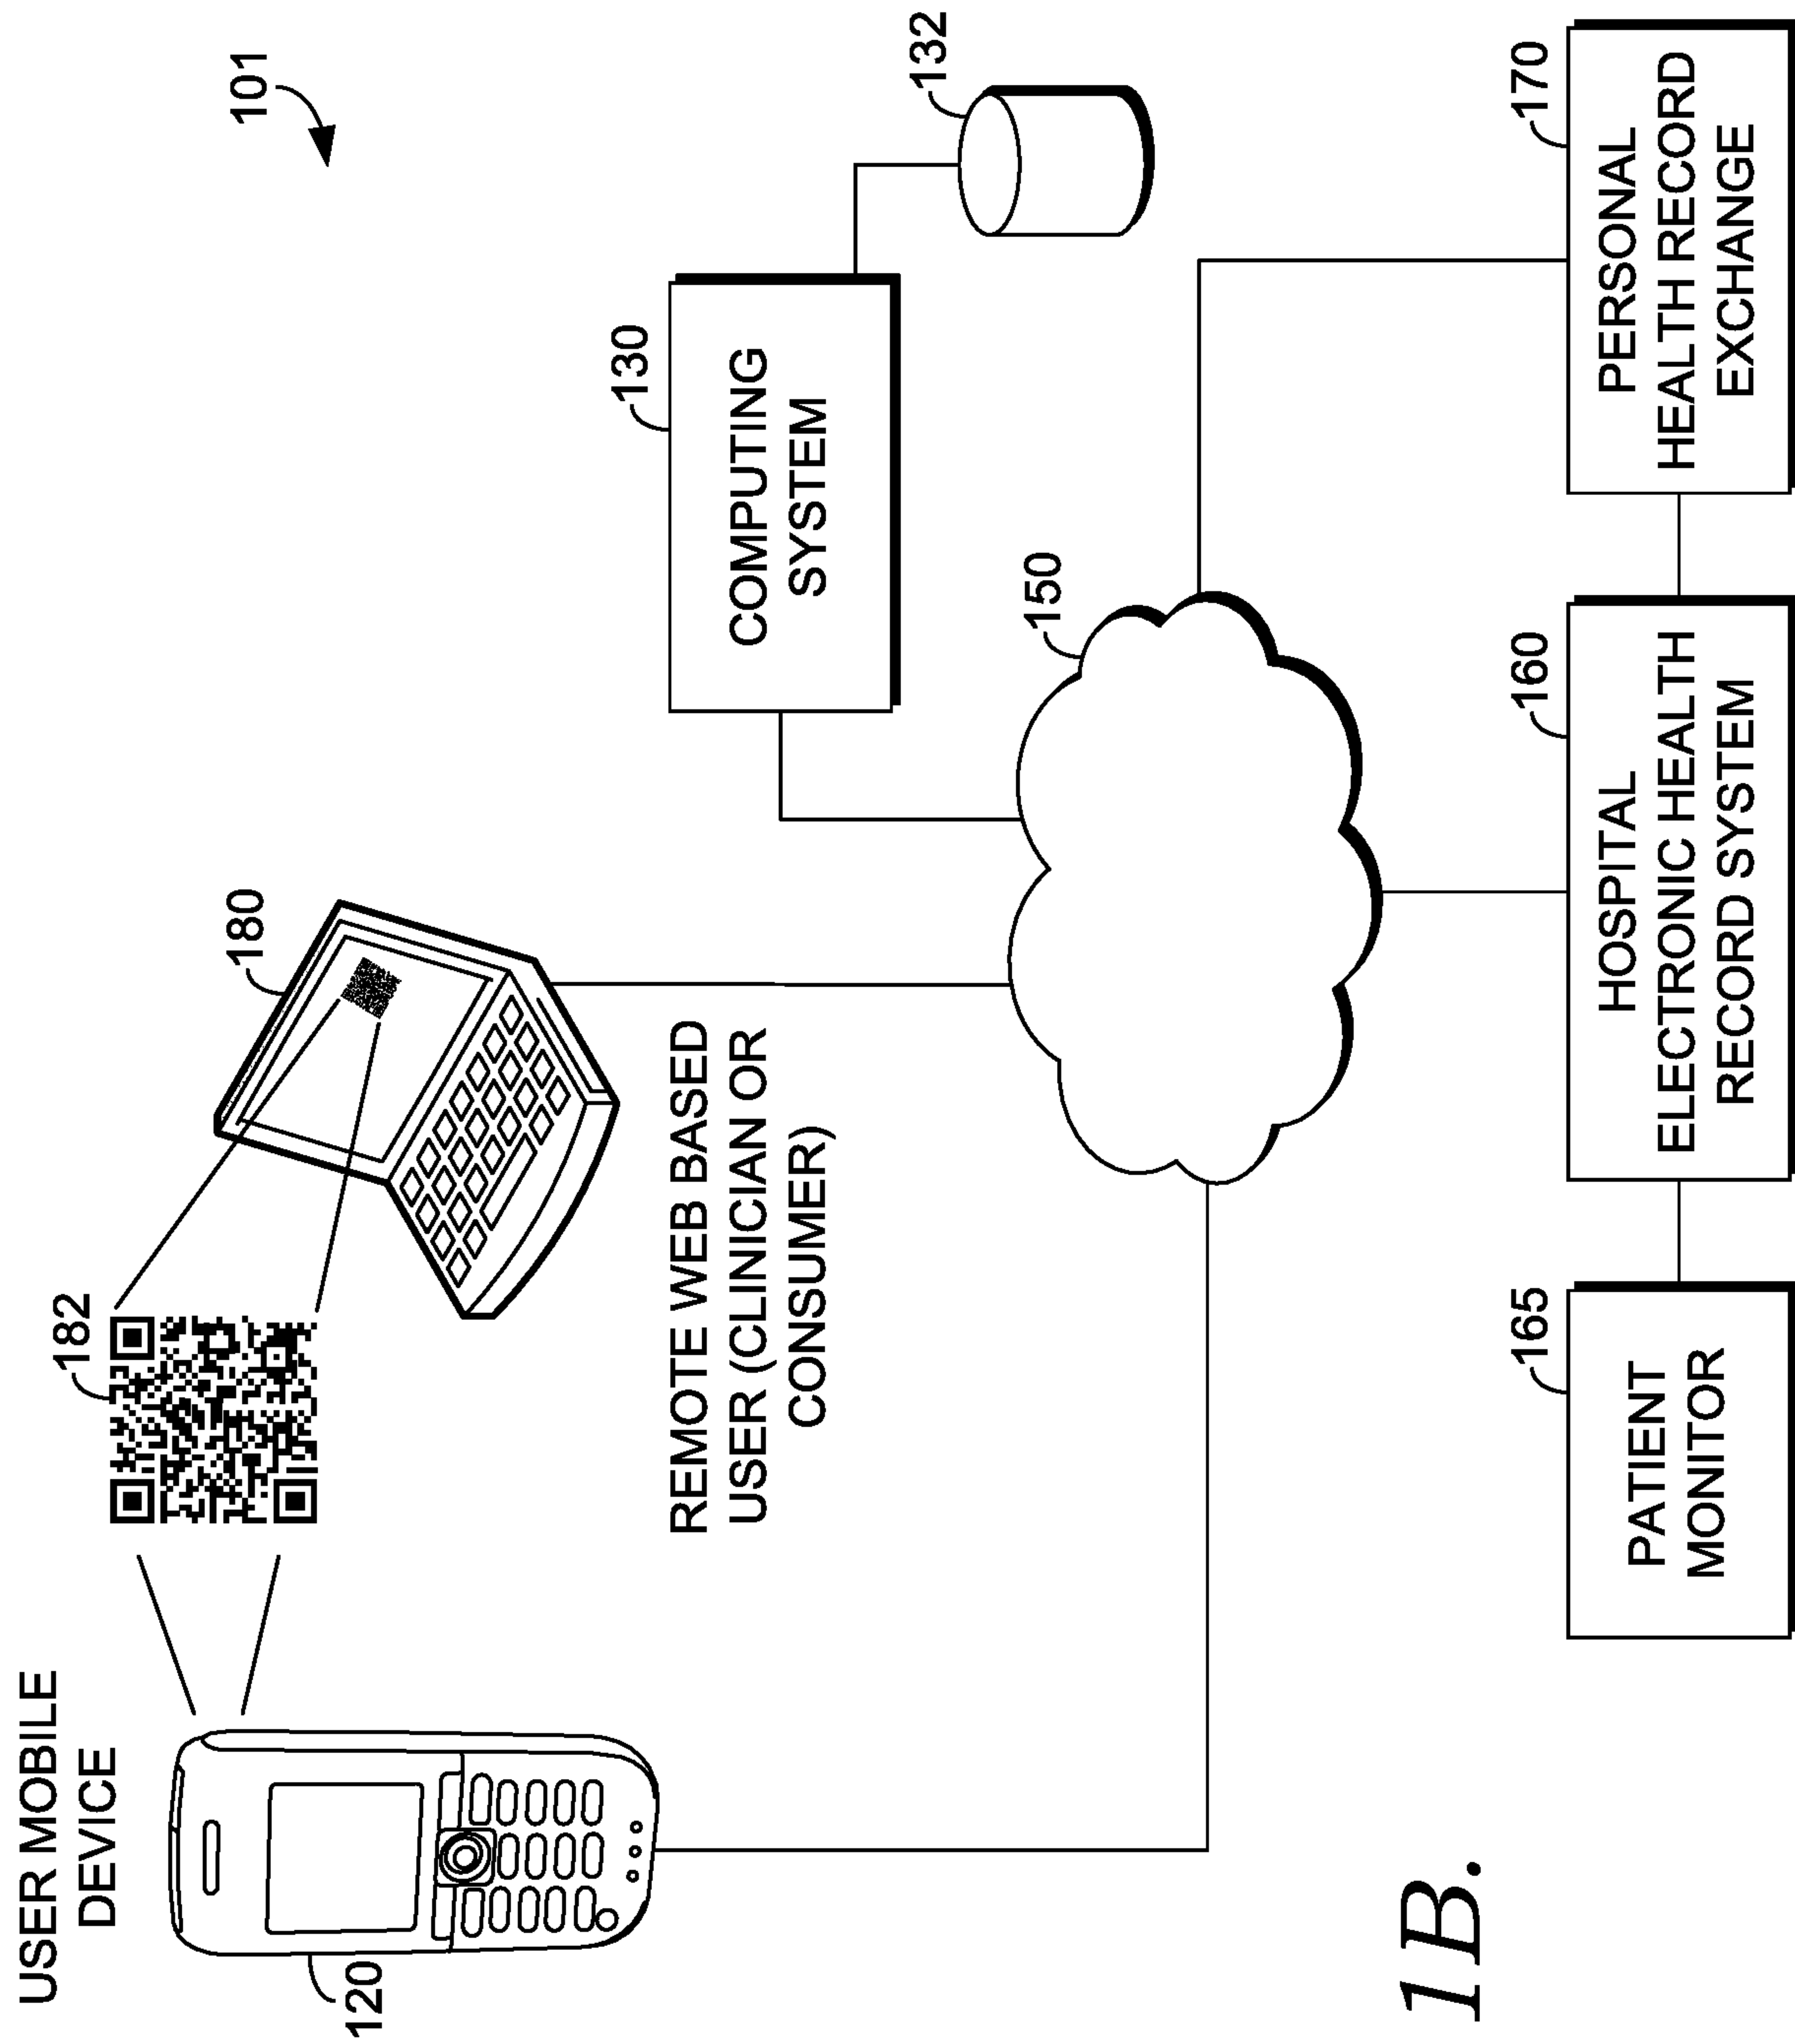 101
USER MOBILE
DEVICE
120
182
180
REMOTE WEB BASED
USER (CLINICIAN OR
CONSUMER)
130
COMPUTING
SYSTEM
132
150
165
PATIENT
MONITOR
160
HOSPITAL
ELECTRONIC HEALTH
RECORD SYSTEM
170
PERSONAL
HEALTH RECORD
EXCHANGE
1B.